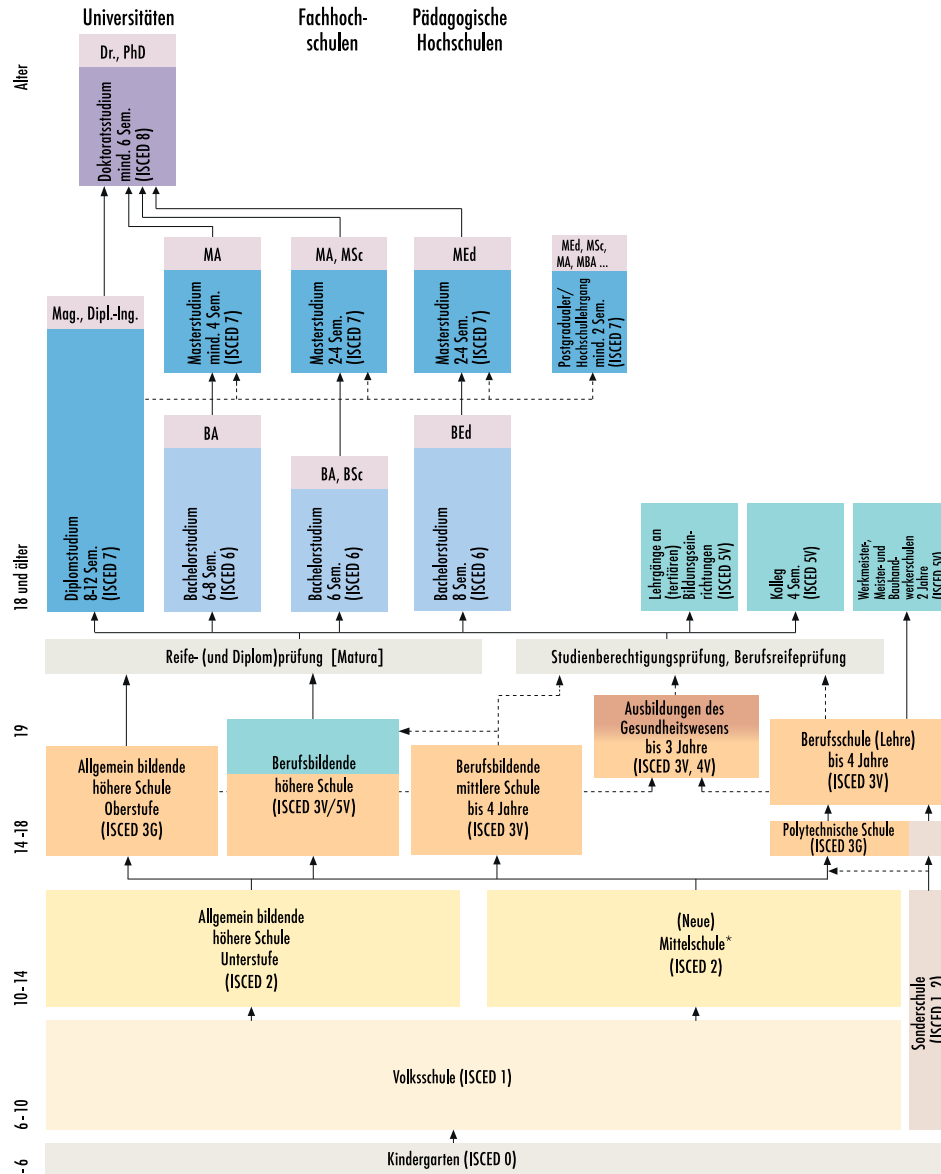 Universitäten
Fachhoch-
schulen
Pädagogische
Hochschulen
Alter
Dr., PhD
Doktoratsstudium
mind. 6 Sem.
(ISCED 8)
MA
Masterstudium
mind. 4 Sem.
(ISCED 7)
MA, MSc
Masterstudium
2-4 Sem.
(ISCED 7)
MEd
Masterstudium
2-4 Sem.
(ISCED 7)
MEd, MSc,
MA, MBA ...
Postgradualer/
Hochschullehrgang
mind. 2 Sem.
(ISCED 7)
Mag., Dipl.-Ing.
Diplomstudium
8-12 Sem.
(ISCED 7)
BA
Bachelorstudium
6-8 Sem.
(ISCED 6)
BA, BSc
Bachelorstudium
6 Sem.
(ISCED 6)
BEd
Bachelorstudium
8 Sem.
(ISCED 6)
Lehrgänge an
(tertiären)
Bildungsgsein-
richtungen
(ISCED 5V)
Kolleg
4 Sem.
(ISCED 5V)
Werkmeister-,
Meister- und
Bauhand-
werkerschulen
2 Jahre
(ISCED 5V)
18 und älter
Reife- (und Diplom)prüfung [Matura]
Studienberechtigungsprüfung, Berufsreifeprüfung
19
Allgemein bildende
höhere Schule
Oberstufe
(ISCED 3G)
Berufsbildende
höhere Schule
(ISCED 3V/5V)
Berufsbildende
mittlere Schule
bis 4 Jahre
(ISCED 3V)
Ausbildungen des
Gesundheitswesens
bis 3 Jahre
(ISCED 3V, 4V)
Berufsschule (Lehre)
bis 4 Jahre
(ISCED 3V)
14-18
Polytechnische Schule
(ISCED 3G)
10-14
Allgemein bildende
höhere Schule
Unterstufe
(ISCED 2)
(Neue)
Mittelschule*
(ISCED 2)
Sonderschule
(ISCED 1, 2)
6-10
Volksschule (ISCED 1)
-6
Kindergarten (ISCED 0)